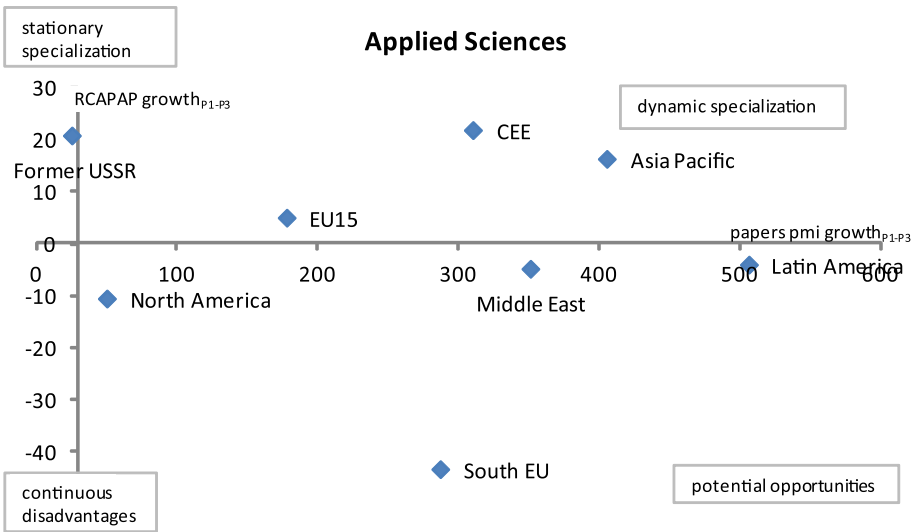 stationary
specialization
Applied Sciences
30
RCAPAP growthP1-P3
dynamic specialization
20
CEE
Asia Pacific
Former USSR
10
EU15
papers pmi growthP1-P3
0
0
100
200
300
400
500
600
Latin America
-10
North America
Middle East
-20
-30
-40
South EU
continuous
disadvantages
potential opportunities